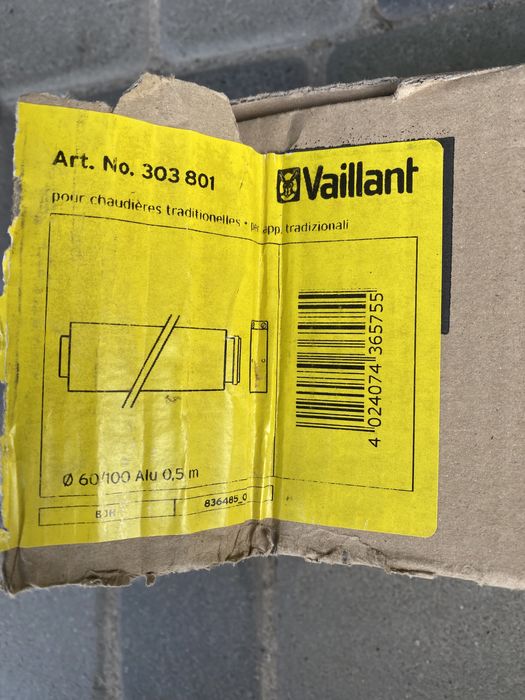 Art. No. 303 801
Vaillant
pour chaudières traditionelles • per app. tradizionali
4 024074 365755
Ø 60/100 Alu 0,5 m
836485_0